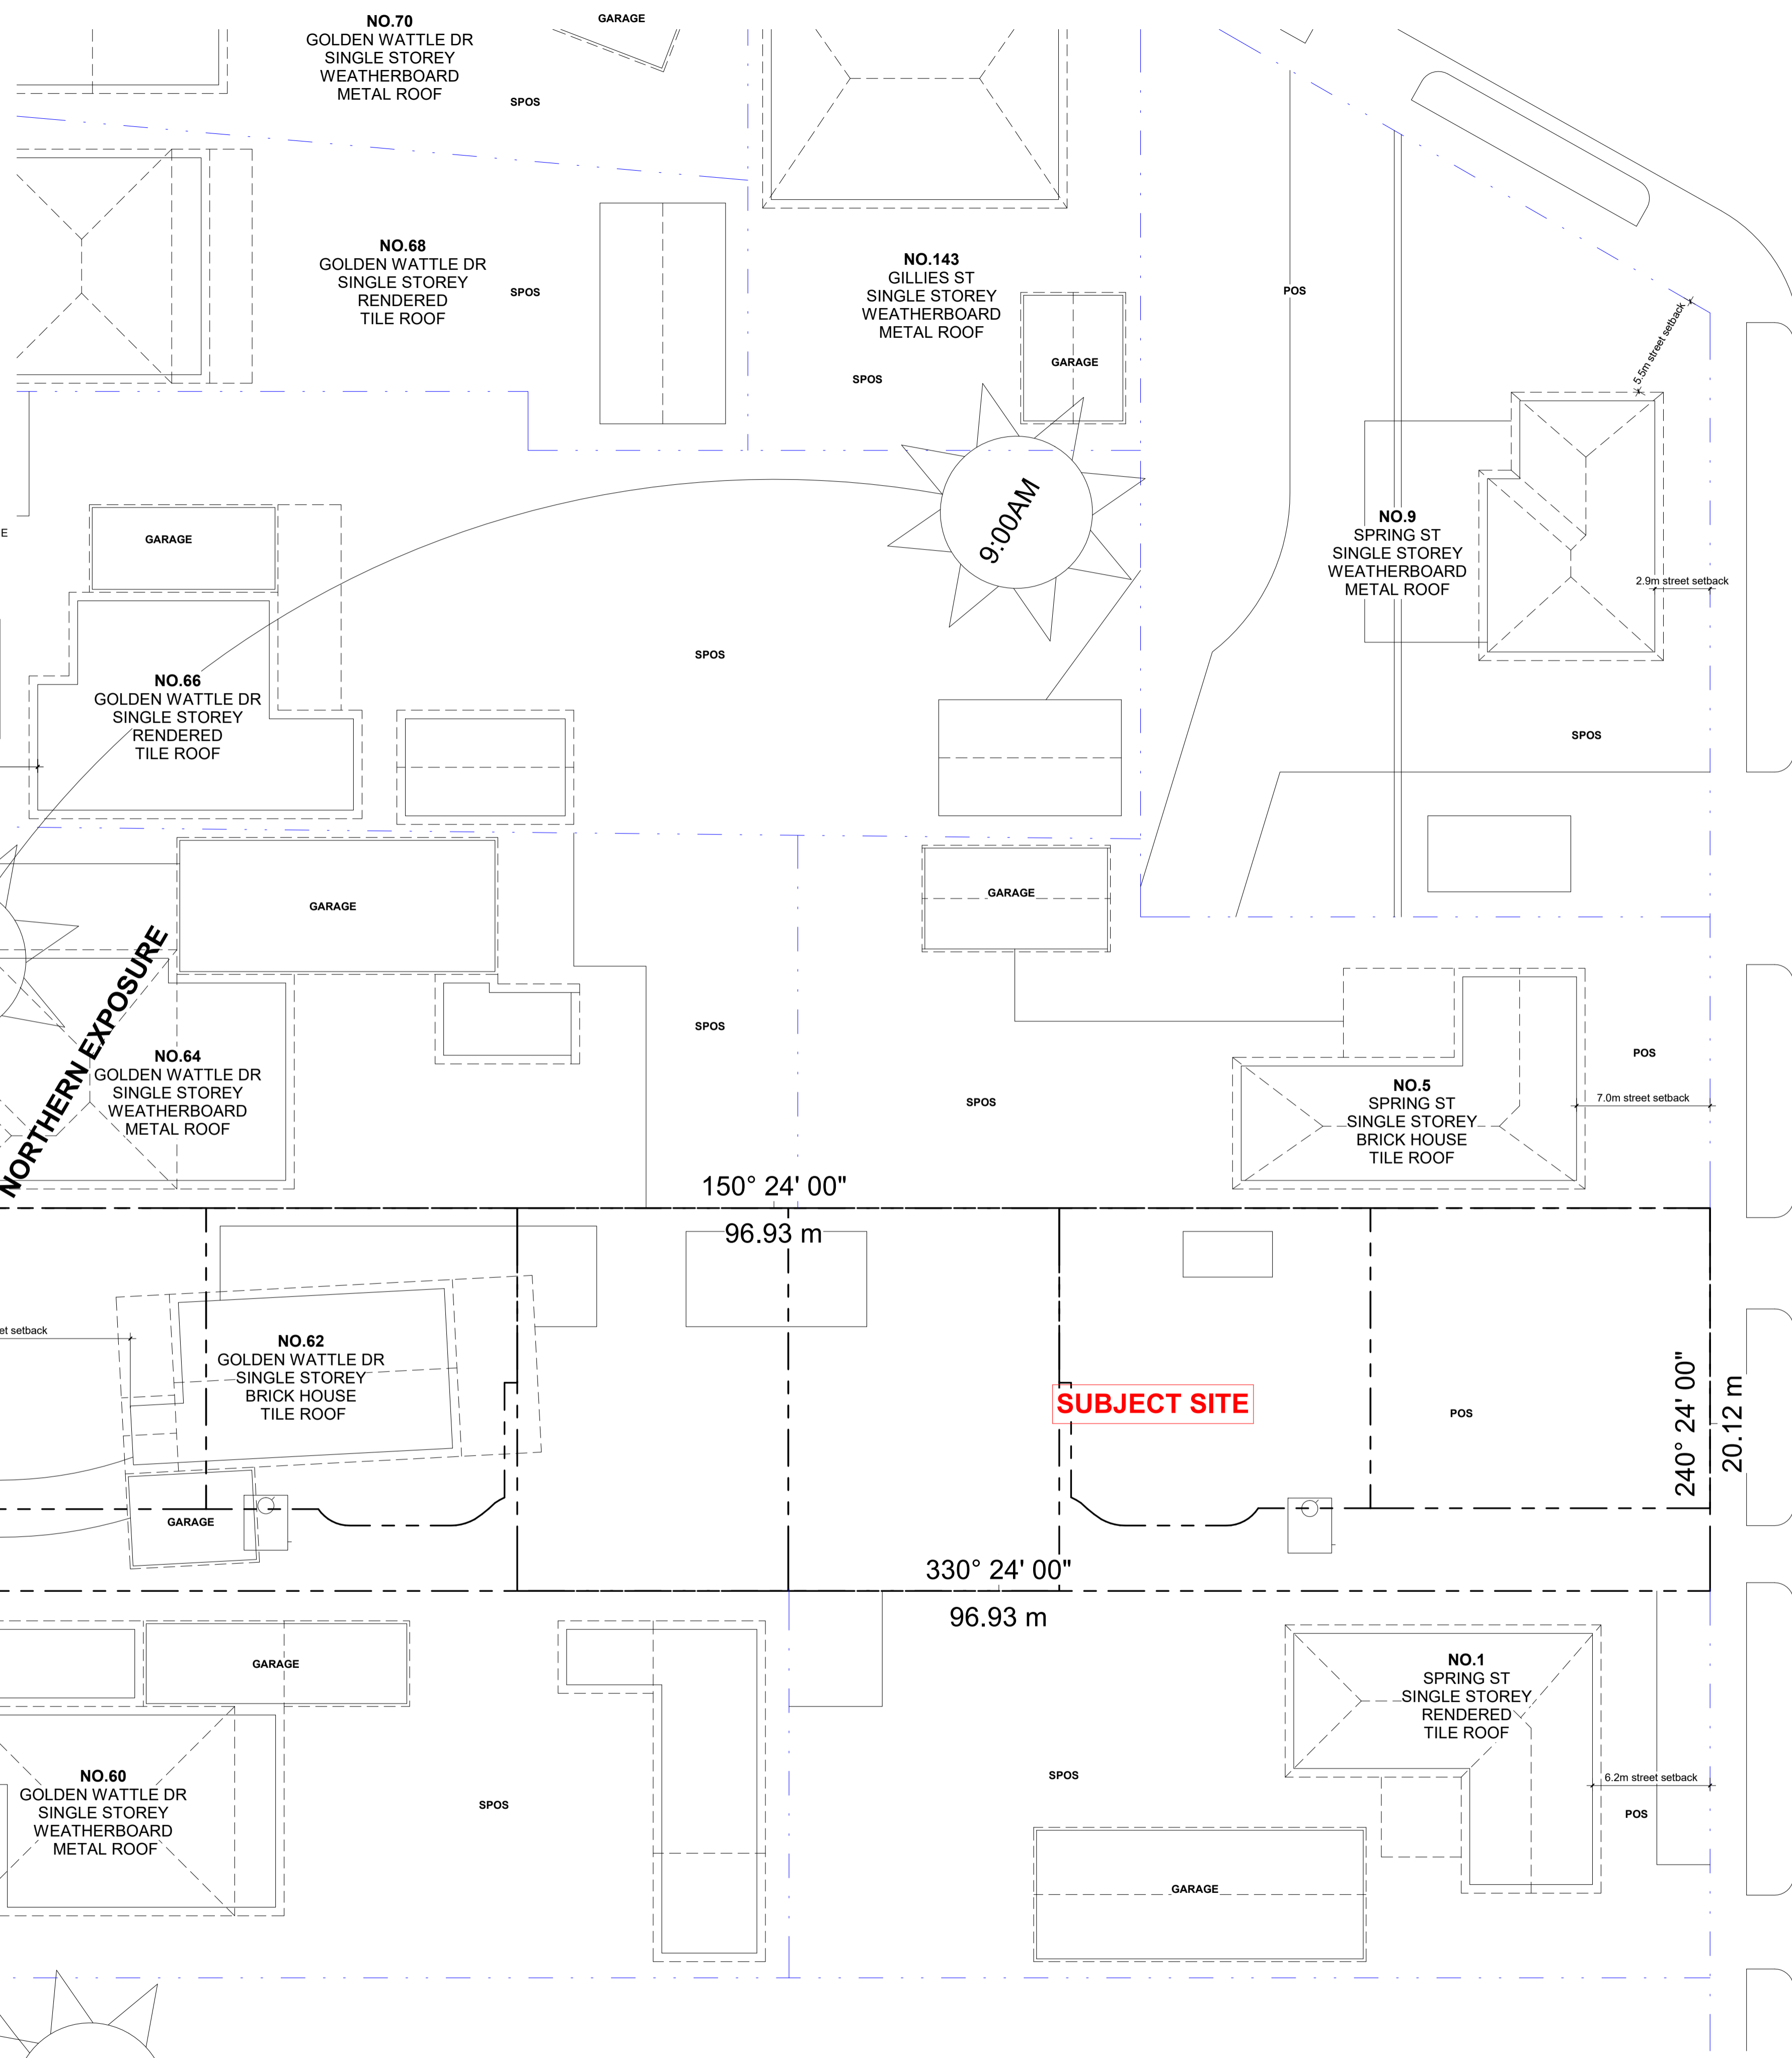 NO.70
GOLDEN WATTLE DR
SINGLE STOREY
WEATHERBOARD
METAL ROOF
GARAGE
SPOS
NO.68
GOLDEN WATTLE DR
SINGLE STOREY
RENDERED
TILE ROOF
SPOS
NO.143
GILLIES ST
SINGLE STOREY
WEATHERBOARD
METAL ROOF
SPOS
GARAGE
POS
5.5m street setback
9:00AM
NO.9
SPRING ST
SINGLE STOREY
WEATHERBOARD
METAL ROOF
2.9m street setback
SPOS
E
GARAGE
NO.66
GOLDEN WATTLE DR
SINGLE STOREY
RENDERED
TILE ROOF
SPOS
GARAGE
GARAGE
NORTHERN EXPOSURE
NO.64
GOLDEN WATTLE DR
SINGLE STOREY
WEATHERBOARD
METAL ROOF
SPOS
SPOS
NO.5
SPRING ST
SINGLE STOREY
BRICK HOUSE
TILE ROOF
POS
7.0m street setback
150° 24' 00"
96.93 m
et setback
NO.62
GOLDEN WATTLE DR
SINGLE STOREY
BRICK HOUSE
TILE ROOF
GARAGE
SUBJECT SITE
POS
240° 24' 00"
20.12 m
330° 24' 00"
96.93 m
GARAGE
NO.60
GOLDEN WATTLE DR
SINGLE STOREY
WEATHERBOARD
METAL ROOF
SPOS
NO.1
SPRING ST
SINGLE STOREY
RENDERED
TILE ROOF
SPOS
6.2m street setback
POS
GARAGE